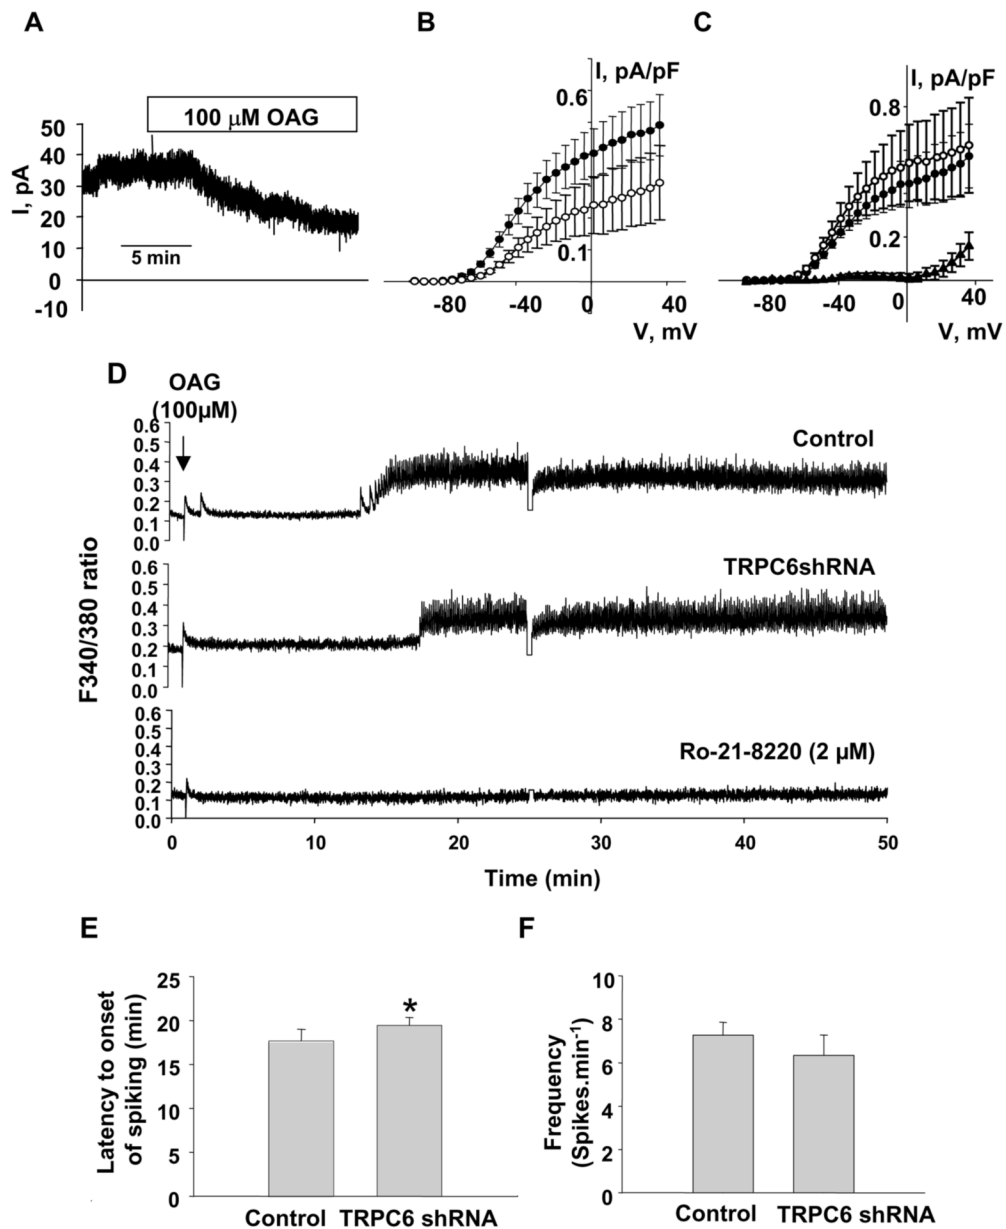 A
B
C
100 μM OAG
I, pA
50
40
30
20
10
0
-10
5 min
I, pA/pF
0.6
0.1
-80
-40
0
40
V, mV
I, pA/pF
0.8
0.2
-80
-40
0
40
V, mV
D
OAG
(100μM)
F340/380 ratio
0.6
0.5
0.4
0.3
0.2
0.1
0.0
Control
0.6
0.5
0.4
0.3
0.2
0.1
0.0
TRPC6shRNA
0.6
0.5
0.4
0.3
0.2
0.1
0.0
Ro-21-8220 (2 μM)
0
10
20
30
40
50
Time (min)
E
Latency to onset
of spiking (min)
25
20
15
10
5
0
*
Control
TRPC6 shRNA
F
Frequency
(Spikes.min-1)
10
8
6
4
2
0
Control
TRPC6 shRNA